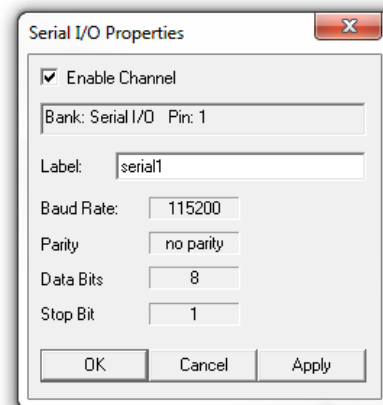 Serial I/O Properties
Enable Channel
Bank: Serial I/O Pin: 1
Label: serial1
Baud Rate: 115200
Parity no parity
Data Bits 8
Stop Bit 1
OK Cancel Apply